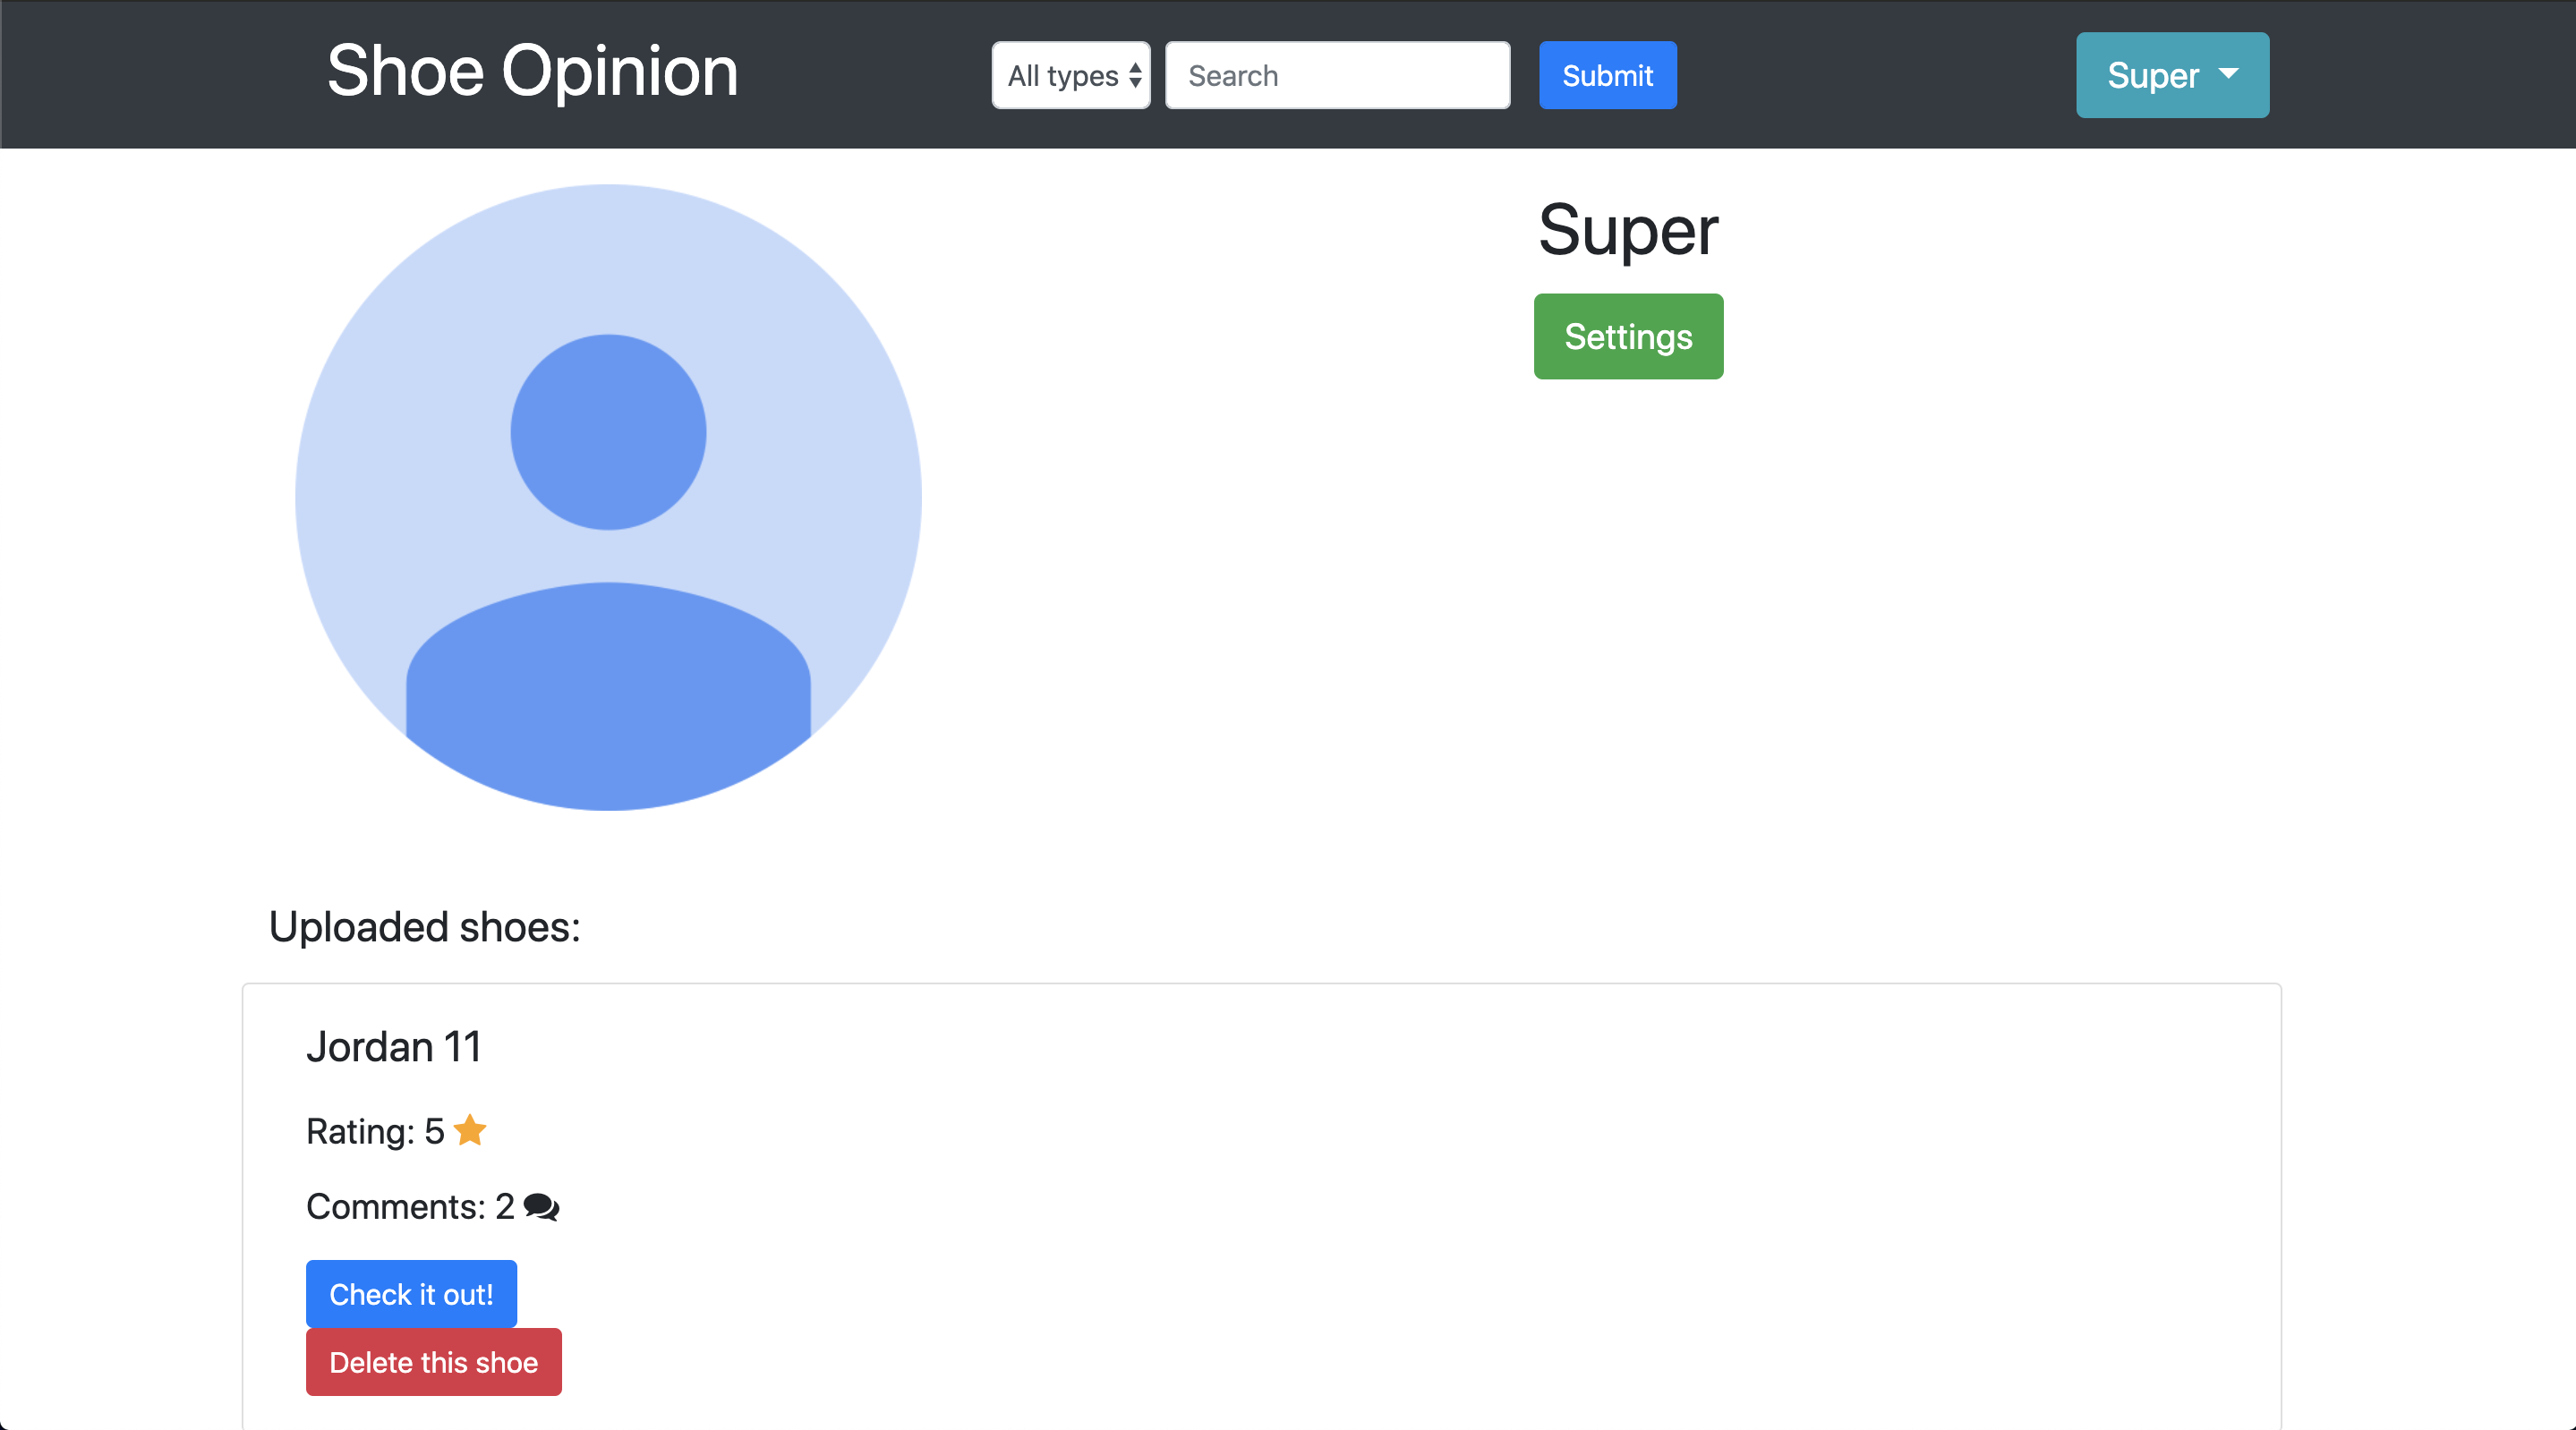 Shoe Opinion
All types
Search
Submit
Super
Super
Settings
Uploaded shoes:
Jordan 11
Rating: 5
Comments: 2
Check it out!
Delete this shoe